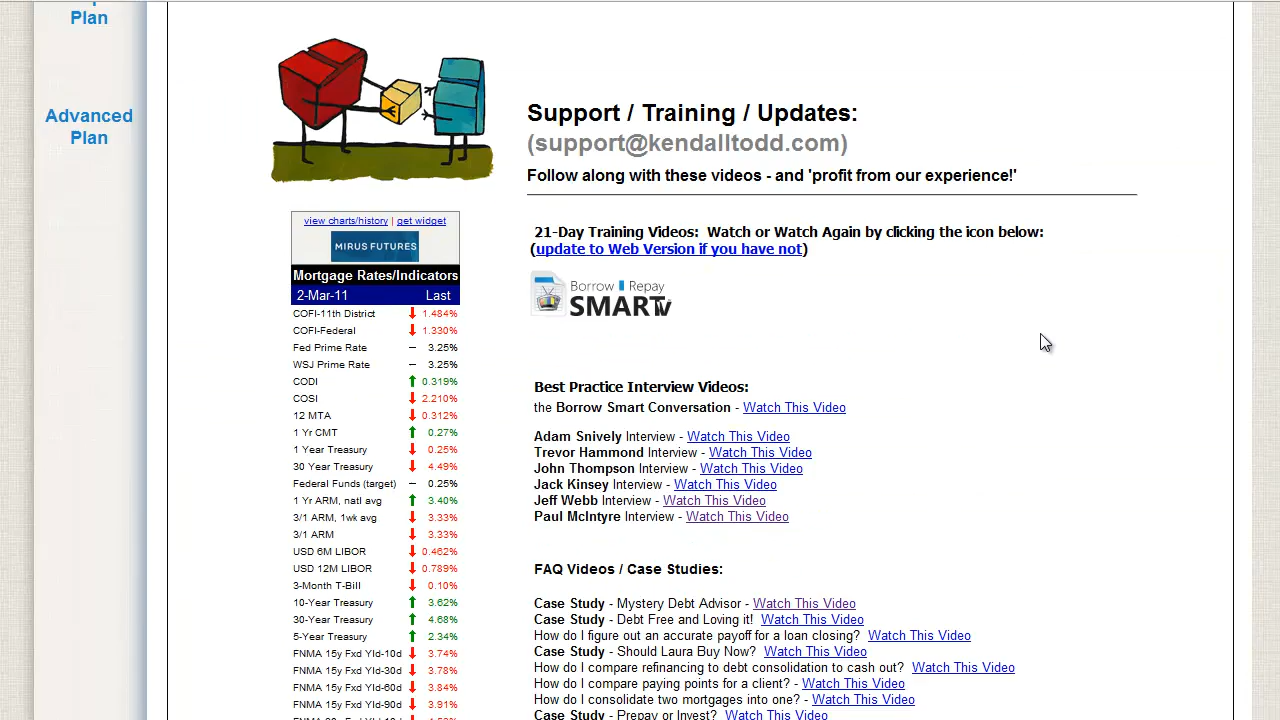 Plan
Advanced
Plan
Support / Training / Updates:
(support@kendalltodd.com)
Follow along with these videos - and 'profit from our experience!'
view charts/history | get widget
MIRUS FUTURES
Mortgage Rates/Indicators
2-Mar-11 Last
COFI-11th District 1.484%
COFI-Federal 1.330%
Fed Prime Rate – 3.25%
WSJ Prime Rate – 3.25%
CODI 0.319%
COSI 2.210%
12 MTA 0.312%
1 Yr CMT 0.27%
1 Year Treasury 0.25%
30 Year Treasury 4.49%
Federal Funds (target) – 0.25%
1 Yr ARM, natl avg 3.40%
3/1 ARM, 1wk avg 3.33%
3/1 ARM 3.33%
USD 6M LIBOR 0.462%
USD 12M LIBOR 0.789%
3-Month T-Bill 0.10%
10-Year Treasury 3.62%
30-Year Treasury 4.68%
5-Year Treasury 2.34%
FNMA 15y Fxd Yld-10d 3.74%
FNMA 15y Fxd Yld-30d 3.78%
FNMA 15y Fxd Yld-60d 3.84%
FNMA 15y Fxd Yld-90d 3.91%
21-Day Training Videos: Watch or Watch Again by clicking the icon below:
(update to Web Version if you have not)
Borrow Repay
SMARTv
Best Practice Interview Videos:
the Borrow Smart Conversation - Watch This Video
Adam Snively Interview - Watch This Video
Trevor Hammond Interview - Watch This Video
John Thompson Interview - Watch This Video
Jack Kinsey Interview - Watch This Video
Jeff Webb Interview - Watch This Video
Paul McIntyre Interview - Watch This Video
FAQ Videos / Case Studies:
Case Study - Mystery Debt Advisor - Watch This Video
Case Study - Debt Free and Loving it! Watch This Video
How do I figure out an accurate payoff for a loan closing? Watch This Video
Case Study - Should Laura Buy Now? Watch This Video
How do I compare refinancing to debt consolidation to cash out? Watch This Video
How do I compare paying points for a client? - Watch This Video
How do I consolidate two mortgages into one? - Watch This Video
Case Study - Prepay or Invest? Watch This Video